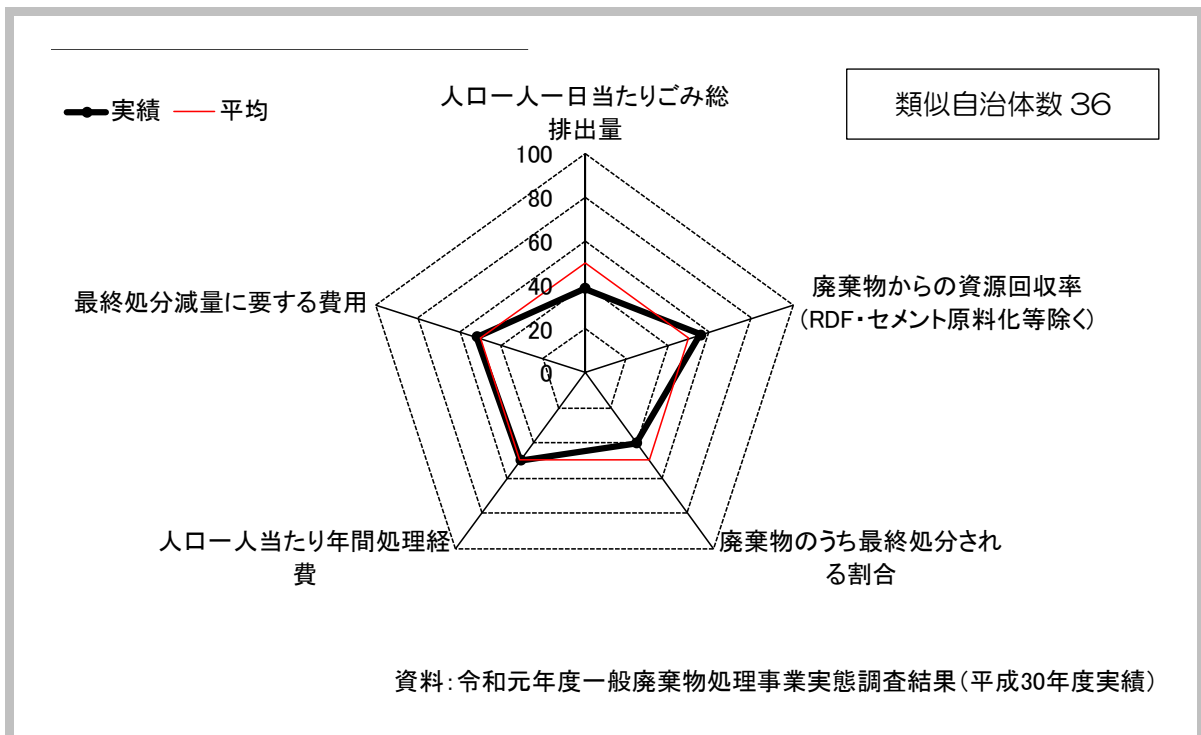 実績 平均
類似自治体数 36
人口一人一日当たりごみ総
排出量
100
80
60
40
20
0
廃棄物からの資源回収率
(RDF・セメント原料化等除く)
最終処分減量に要する費用
人口一人当たり年間処理経
費
廃棄物のうち最終処分され
る割合
資料：令和元年度一般廃棄物処理事業実態調査結果（平成30年度実績）